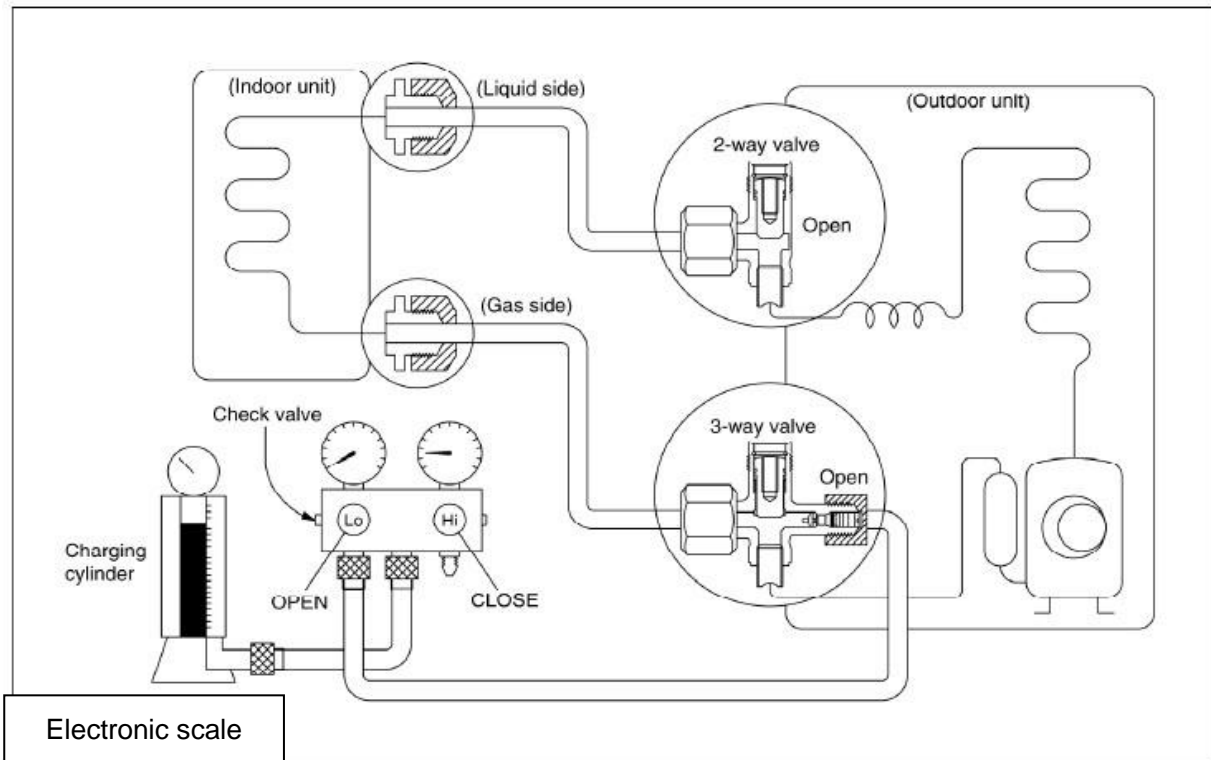 (Indoor unit)
(Liquid side)
(Outdoor unit)
2-way valve
Open
(Gas side)
3-way valve
Open
Check valve
Lo
Hi
Charging
cylinder
OPEN
CLOSE
Electronic scale